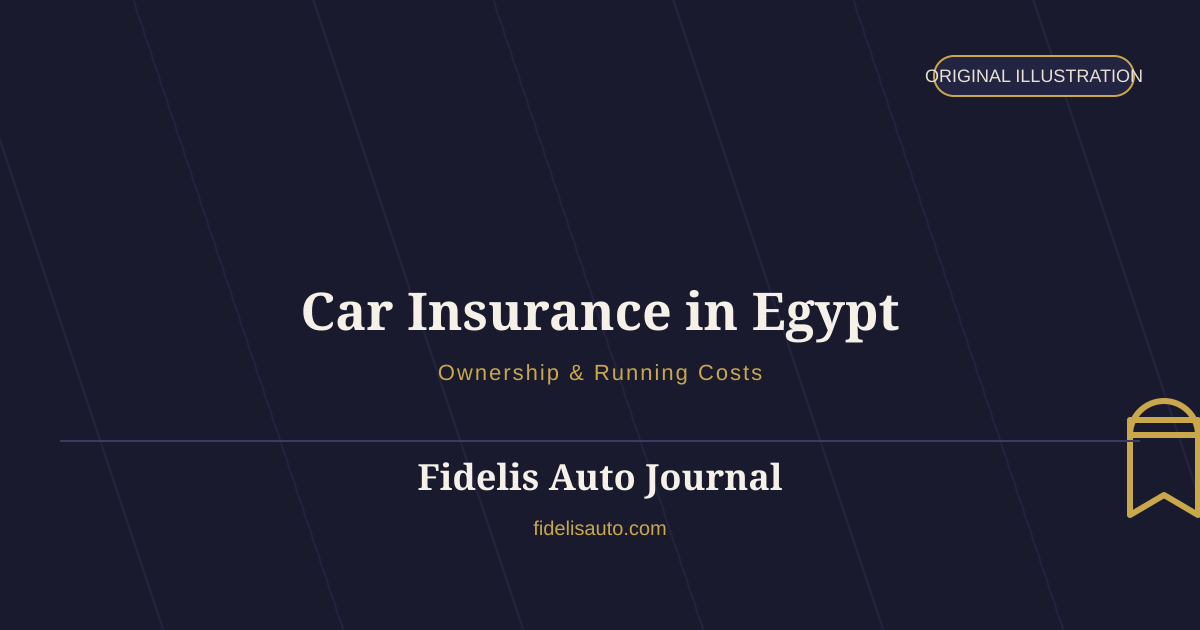 ORIGINAL ILLUSTRATION
Car Insurance in Egypt
Ownership & Running Costs
Fidelis Auto Journal
fidelisauto.com